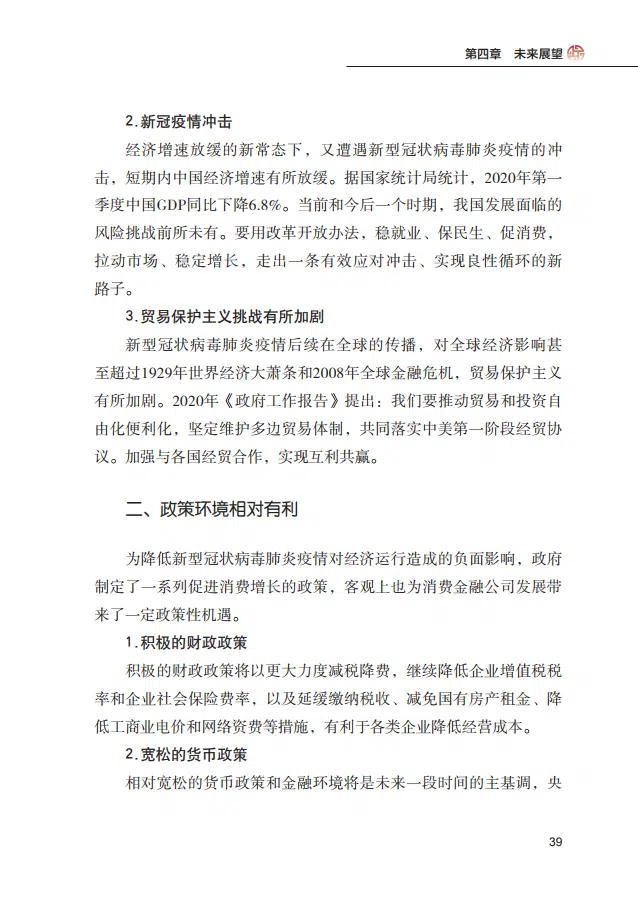 第四章 未来展望
2.新冠疫情冲击
经济增速放缓的新常态下，又遭遇新型冠状病毒肺炎疫情的冲
击，短期内中国经济增速有所放缓。据国家统计局统计，2020年第一
季度中国GDP同比下降6.8%。当前和今后一个时期，我国发展面临的
风险挑战前所未有。要用改革开放办法，稳就业、保民生、促消费，
拉动市场、稳定增长，走出一条有效应对冲击、实现良性循环的新
路子。
3.贸易保护主义挑战有所加剧
新型冠状病毒肺炎疫情后续在全球的传播，对全球经济影响甚
至超过1929年世界经济大萧条和2008年全球金融危机，贸易保护主义
有所加剧。2020年《政府工作报告》提出：我们要推动贸易和投资自
由化便利化，坚定维护多边贸易体制，共同落实中美第一阶段经贸协
议。加强与各国经贸合作，实现互利共赢。
二、政策环境相对有利
为降低新型冠状病毒肺炎疫情对经济运行造成的负面影响，政府
制定了一系列促进消费增长的政策，客观上也为消费金融公司发展带
来了一定政策性机遇。
1.积极的财政政策
积极的财政政策将以更大力度减税降费，继续降低企业增值税税
率和企业社会保险费率，以及延缓缴纳税收、减免国有房产租金、降
低工商业电价和网络资费等措施，有利于各类企业降低经营成本。
2.宽松的货币政策
相对宽松的货币政策和金融环境将是未来一段时间的主基调，央
39